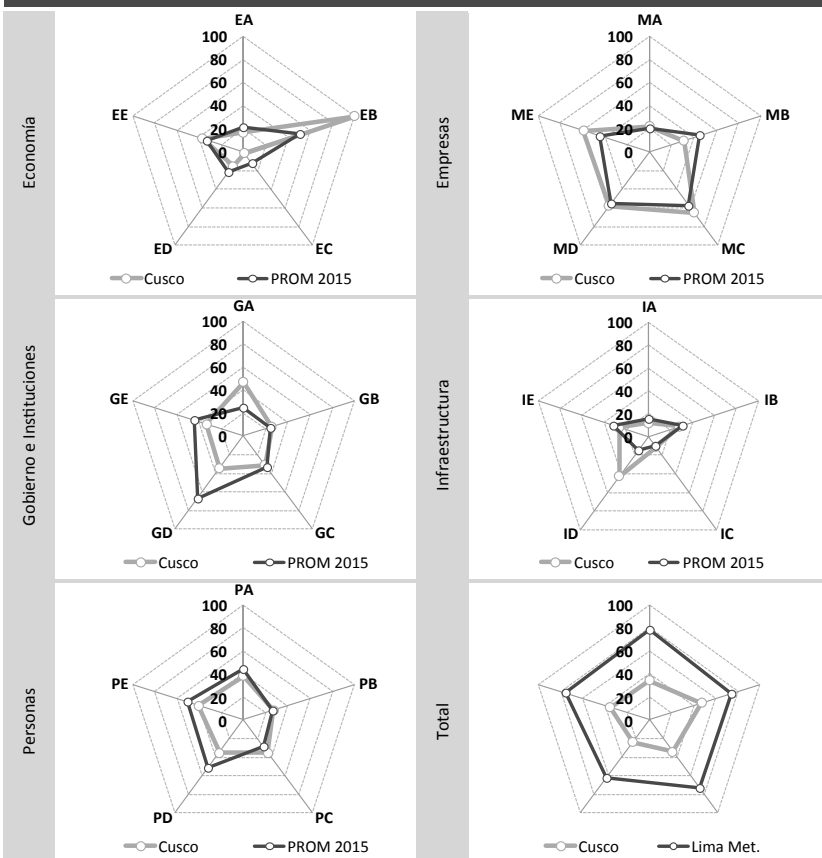 Economía
EA
100
80
60
40
20
0
EE
EB
ED
EC
Cusco
PROM 2015
Empresas
MA
100
80
60
40
20
0
ME
MB
MD
MC
Cusco
PROM 2015
Gobierno e Instituciones
GA
100
80
60
40
20
0
GE
GB
GD
GC
Cusco
PROM 2015
Infraestructura
IA
100
80
60
40
20
0
IE
IB
ID
IC
Cusco
PROM 2015
Personas
PA
100
80
60
40
20
0
PE
PB
PD
PC
Cusco
PROM 2015
Total
100
80
60
40
20
0
Cusco
Lima Met.